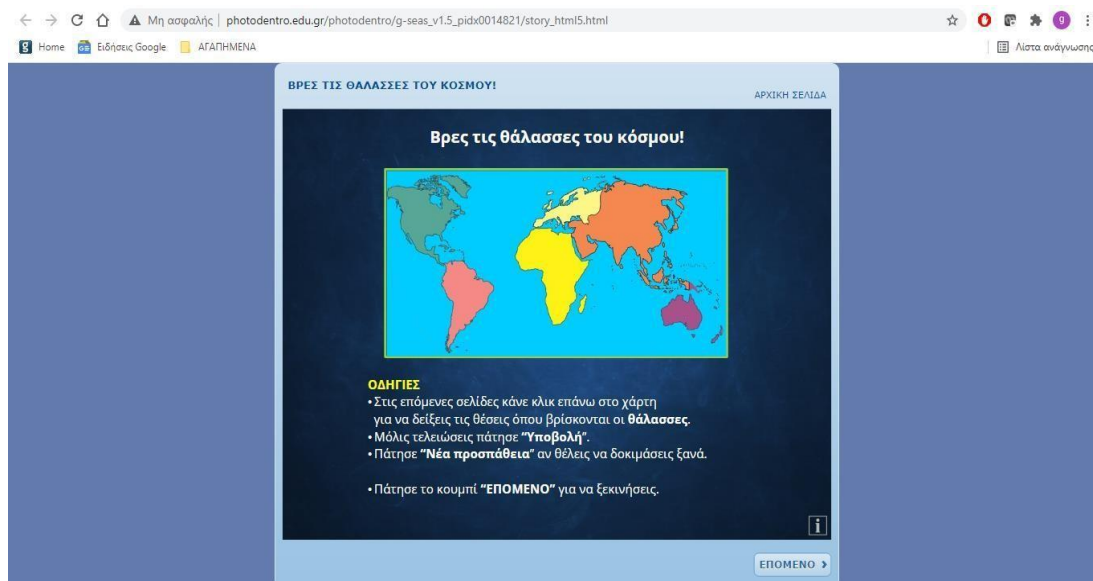 Μη ασφαλής | photodentro.edu.gr/photodentro/g-seas_v1.5_pidx0014821/story_html5.html
g
Home GE Ειδήσεις Google ΑΓΑΠΗΜΕΝΑ Λίστα ανάγνωσης
ΒΡΕΣ ΤΙΣ ΘΑΛΑΣΣΕΣ ΤΟΥ ΚΟΣΜΟΥ!
ΑΡΧΙΚΗ ΣΕΛΙΔΑ
Βρες τις θάλασσες του κόσμου!
ΟΔΗΓΙΕΣ
•Στις επόμενες σελίδες κάνε κλικ επάνω στο χάρτη
για να δείξεις τις θέσεις όπου βρίσκονται οι θάλασσες.
•Μόλις τελειώσεις πάτησε “Υποβολή”.
•Πάτησε “Νέα προσπάθεια” αν θέλεις να δοκιμάσεις ξανά.
•Πάτησε το κουμπί “ΕΠΟΜΕΝΟ” για να ξεκινήσεις.
i
ΕΠΟΜΕΝΟ